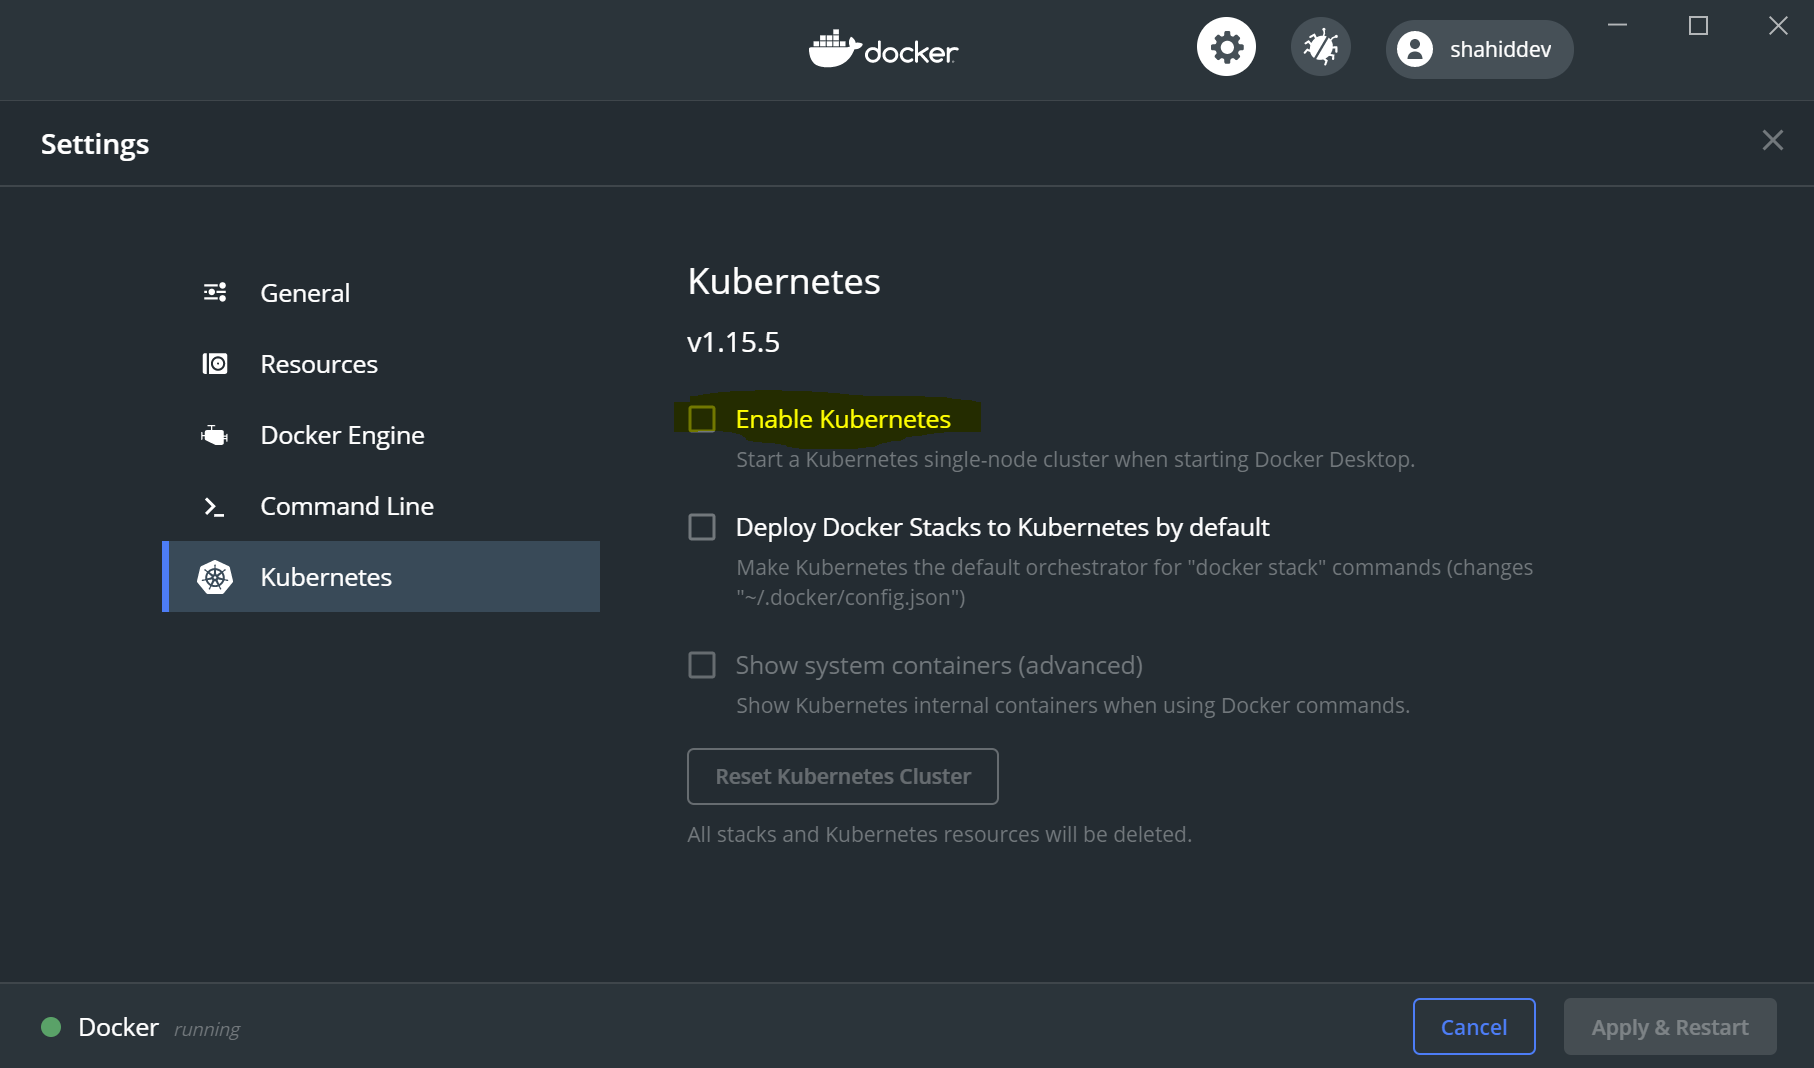 docker
shahiddev
Settings
General
Resources
Docker Engine
Command Line
Kubernetes
Kubernetes
v1.15.5
Enable Kubernetes
Start a Kubernetes single-node cluster when starting Docker Desktop.
Deploy Docker Stacks to Kubernetes by default
Make Kubernetes the default orchestrator for "docker stack" commands (changes
"~/.docker/config.json")
Show system containers (advanced)
Show Kubernetes internal containers when using Docker commands.
Reset Kubernetes Cluster
All stacks and Kubernetes resources will be deleted.
Docker running
Cancel
Apply & Restart